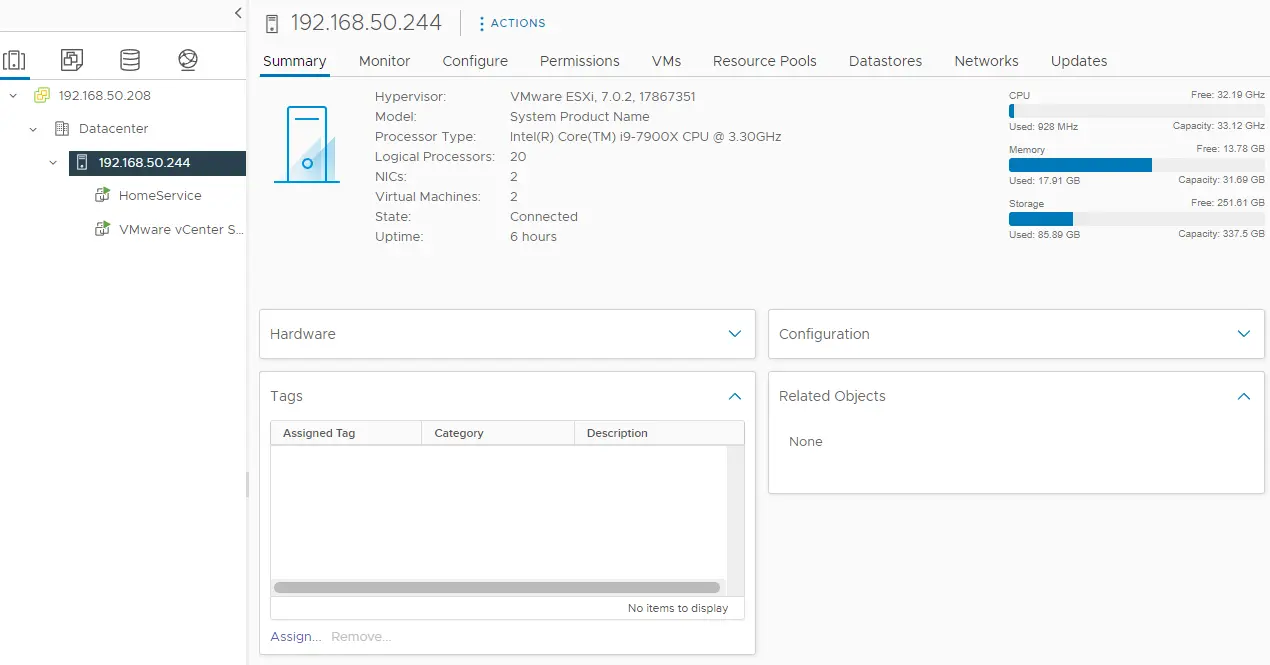 192.168.50.244
ACTIONS
Summary Monitor Configure Permissions VMs Resource Pools Datastores Networks Updates
192.168.50.208
Datacenter
192.168.50.244
HomeService
VMware vCenter S...
Hypervisor: VMware ESXi, 7.0.2, 17867351
Model: System Product Name
Processor Type: Intel(R) Core(TM) i9-7900X CPU @ 3.30GHz
Logical Processors: 20
NICs: 2
Virtual Machines: 2
State: Connected
Uptime: 6 hours
CPU Free: 32.19 GHz
Used: 928 MHz Capacity: 33.12 GHz
Memory Free: 13.78 GB
Used: 17.91 GB Capacity: 31.69 GB
Storage Free: 251.61 GB
Used: 85.89 GB Capacity: 337.5 GB
Hardware
Configuration
Tags
Assigned Tag Category Description
No items to display
Assign... Remove...
Related Objects
None